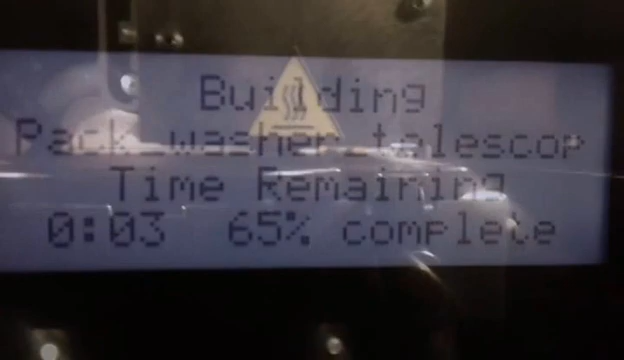 Building
Pack_washer_telescop
Time Remaining
0:03 65% complete